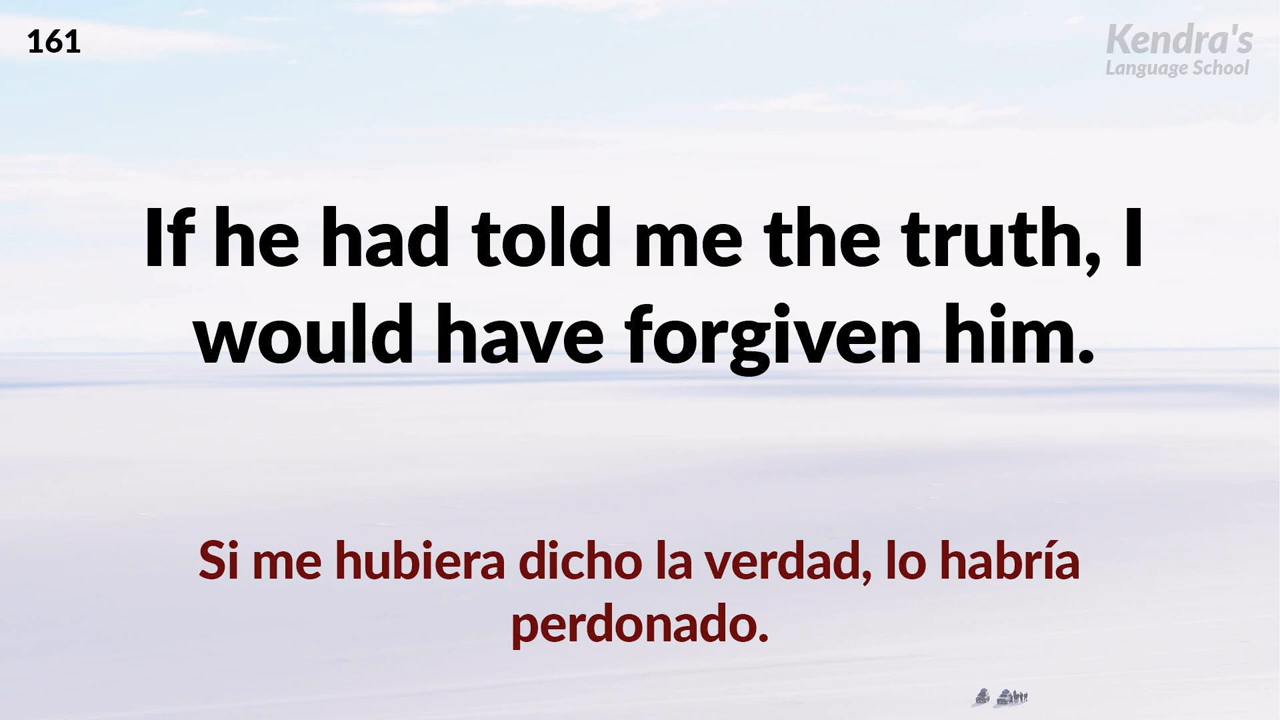 161
Kendra's
Language School
If he had told me the truth, I
would have forgiven him.
Si me hubiera dicho la verdad, lo habría
perdonado.